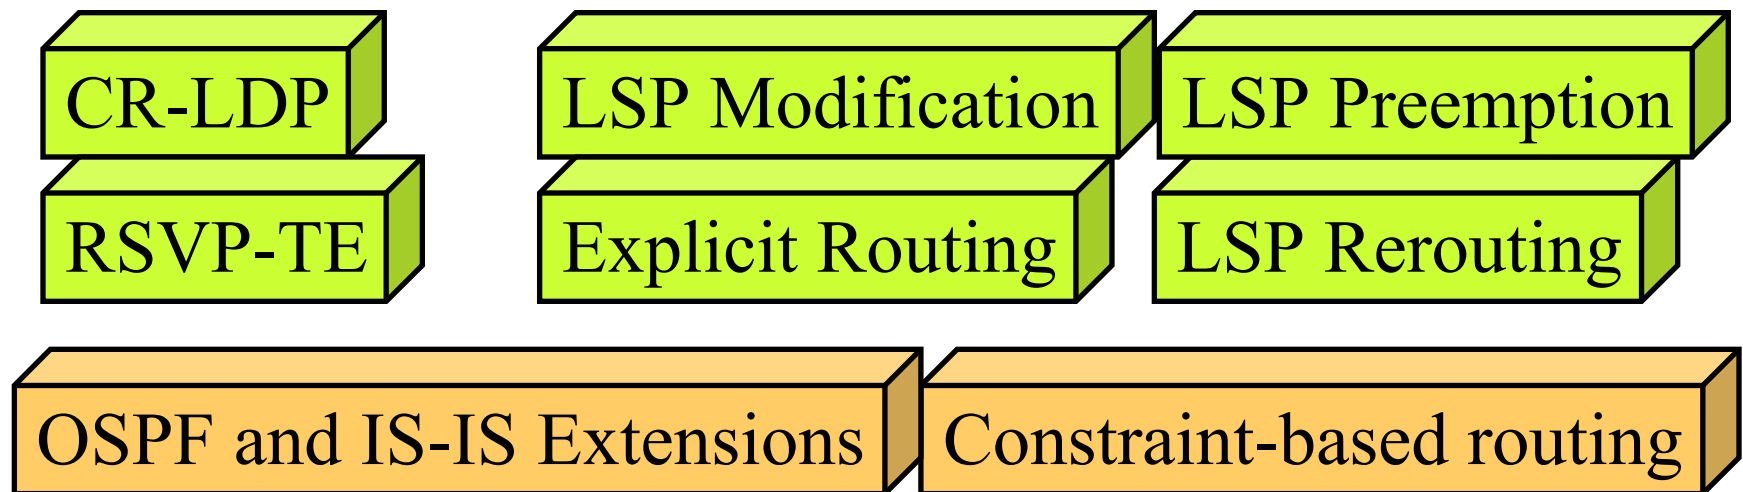 CR-LDP
LSP Modification
LSP Preemption
RSVP-TE
Explicit Routing
LSP Rerouting
OSPF and IS-IS Extensions
Constraint-based routing